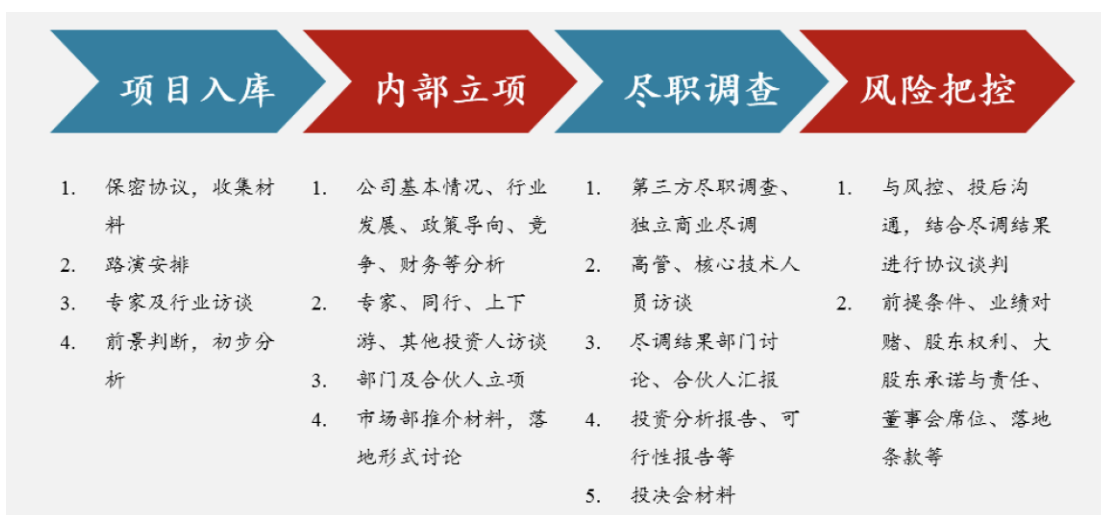 项目入库
内部立项
尽职调查
风险把控
1. 保密协议，收集材
料
2. 路演安排
3. 专家及行业访谈
4. 前景判断，初步分
析
1. 公司基本情况、行业
发展、政策导向、竞
争、财务等分析
2. 专家、同行、上下
游、其他投资人访谈
3. 部门及合伙人立项
4. 市场部推介材料，落
地形式讨论
1. 第三方尽职调查、
独立商业尽调
2. 高管、核心技术人
员访谈
3. 尽调结果部门讨
论、合伙人汇报
4. 投资分析报告、可
行性报告等
5. 投决会材料
1. 与风控、投后沟
通，结合尽调结果
进行协议谈判
2. 前提条件、业绩对
赌、股东权利、大
股东承诺与责任、
董事会席位、落地
条款等